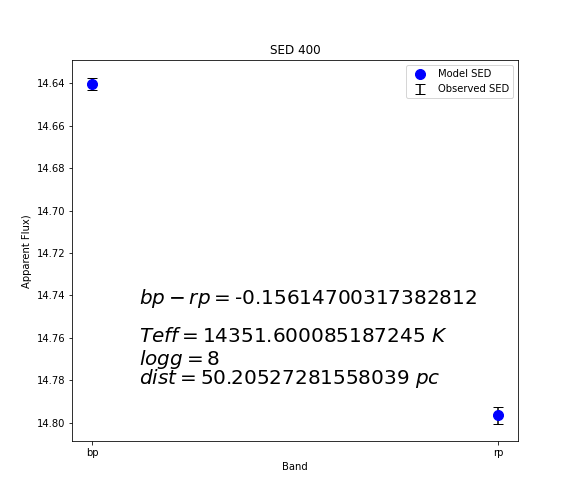 SED 400
Model SED
Observed SED
Apparent Flux)
14.64
14.66
14.68
14.70
14.72
14.74
14.76
14.78
14.80
bp − rp = -0.15614700317382812
Teff = 14351.600085187245 K
logg = 8
dist = 50.20527281558039 pc
bp
rp
Band